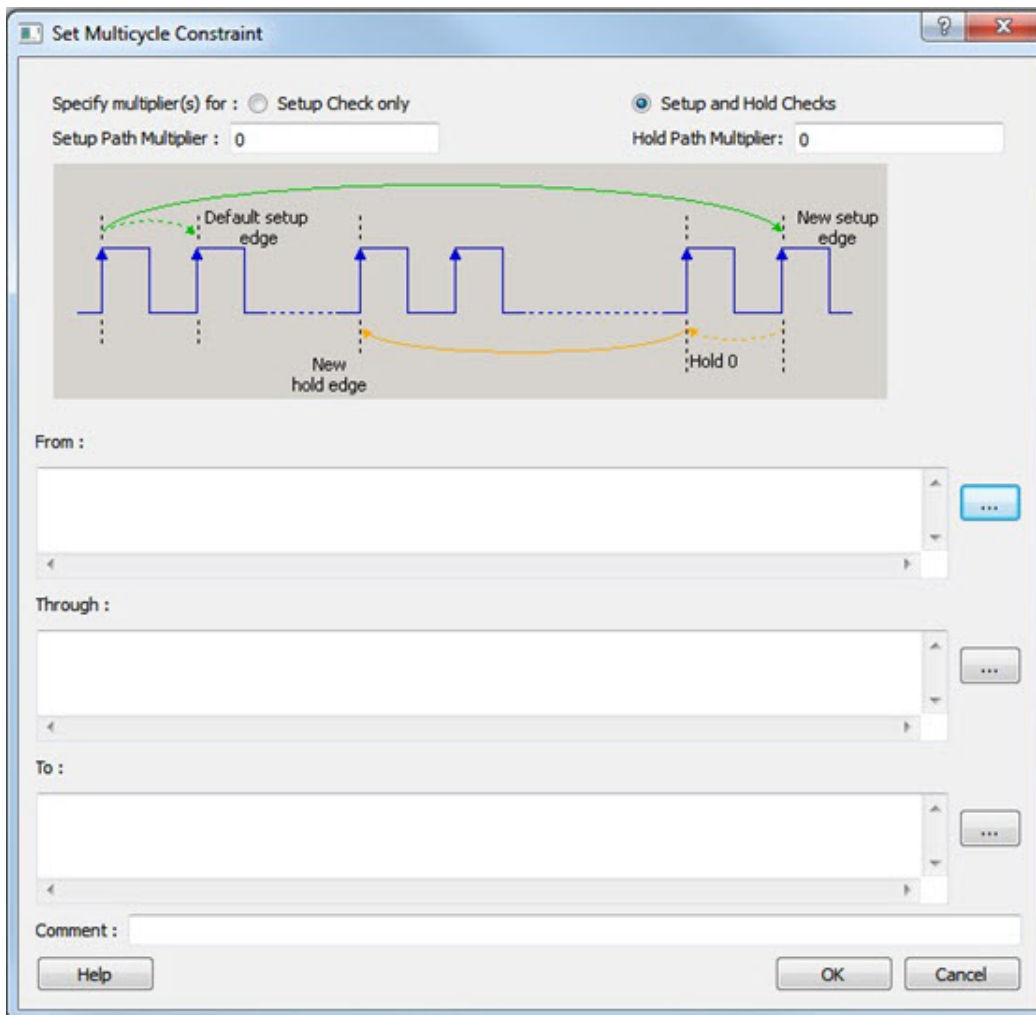 Set Multicycle Constraint
Specify multiplier(s) for : Setup Check only Setup and Hold Checks
Setup Path Multiplier : 0 Hold Path Multiplier: 0
Default setup
edge
New setup
edge
New
hold edge
Hold 0
From :
...
Through :
...
To :
...
Comment :
Help OK Cancel